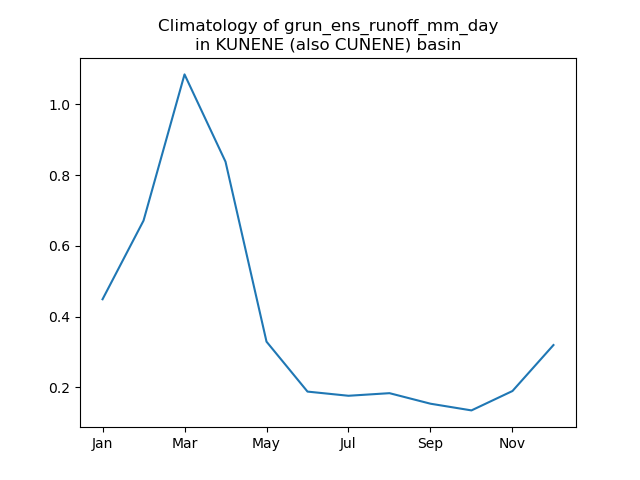 Climatology of grun_ens_runoff_mm_day
in KUNENE (also CUNENE) basin
1.0
0.8
0.6
0.4
0.2
Jan Mar May Jul Sep Nov